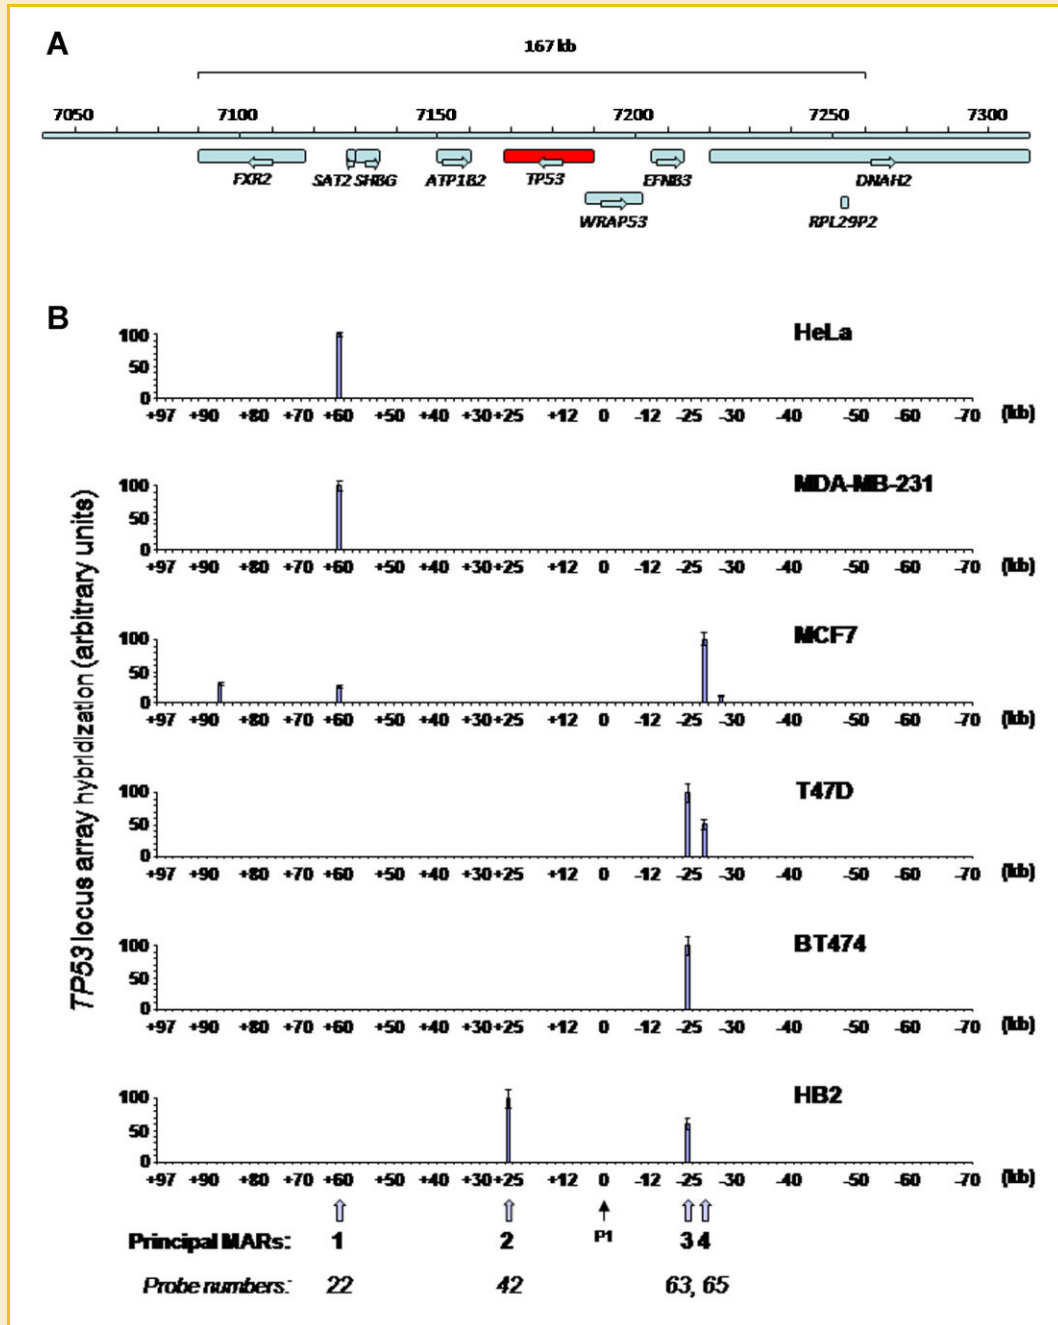 A
167 kb
7050 7100 7150 7200 7250 7300
FXR2 SAT2 SHBG ATP1B2 TP53 EFNB3 DNAH2
WRAP53 RPL29P2
B
TP53 locus array hybridization (arbitrary units)
HeLa
100
50
0
+97 +90 +80 +70 +60 +50 +40 +30 +25 +12 0 -12 -25 -30 -40 -50 -60 -70 (kb)
MDA-MB-231
100
50
0
+97 +90 +80 +70 +60 +50 +40 +30 +25 +12 0 -12 -25 -30 -40 -50 -60 -70 (kb)
MCF7
100
50
0
+97 +90 +80 +70 +60 +50 +40 +30 +25 +12 0 -12 -25 -30 -40 -50 -60 -70 (kb)
T47D
100
50
0
+97 +90 +80 +70 +60 +50 +40 +30 +25 +12 0 -12 -25 -30 -40 -50 -60 -70 (kb)
BT474
100
50
0
+97 +90 +80 +70 +60 +50 +40 +30 +25 +12 0 -12 -25 -30 -40 -50 -60 -70 (kb)
HB2
100
50
0
+97 +90 +80 +70 +60 +50 +40 +30 +25 +12 0 -12 -25 -30 -40 -50 -60 -70 (kb)
Principal MARs: 1 2 P1 3 4
Probe numbers: 22 42 63, 65